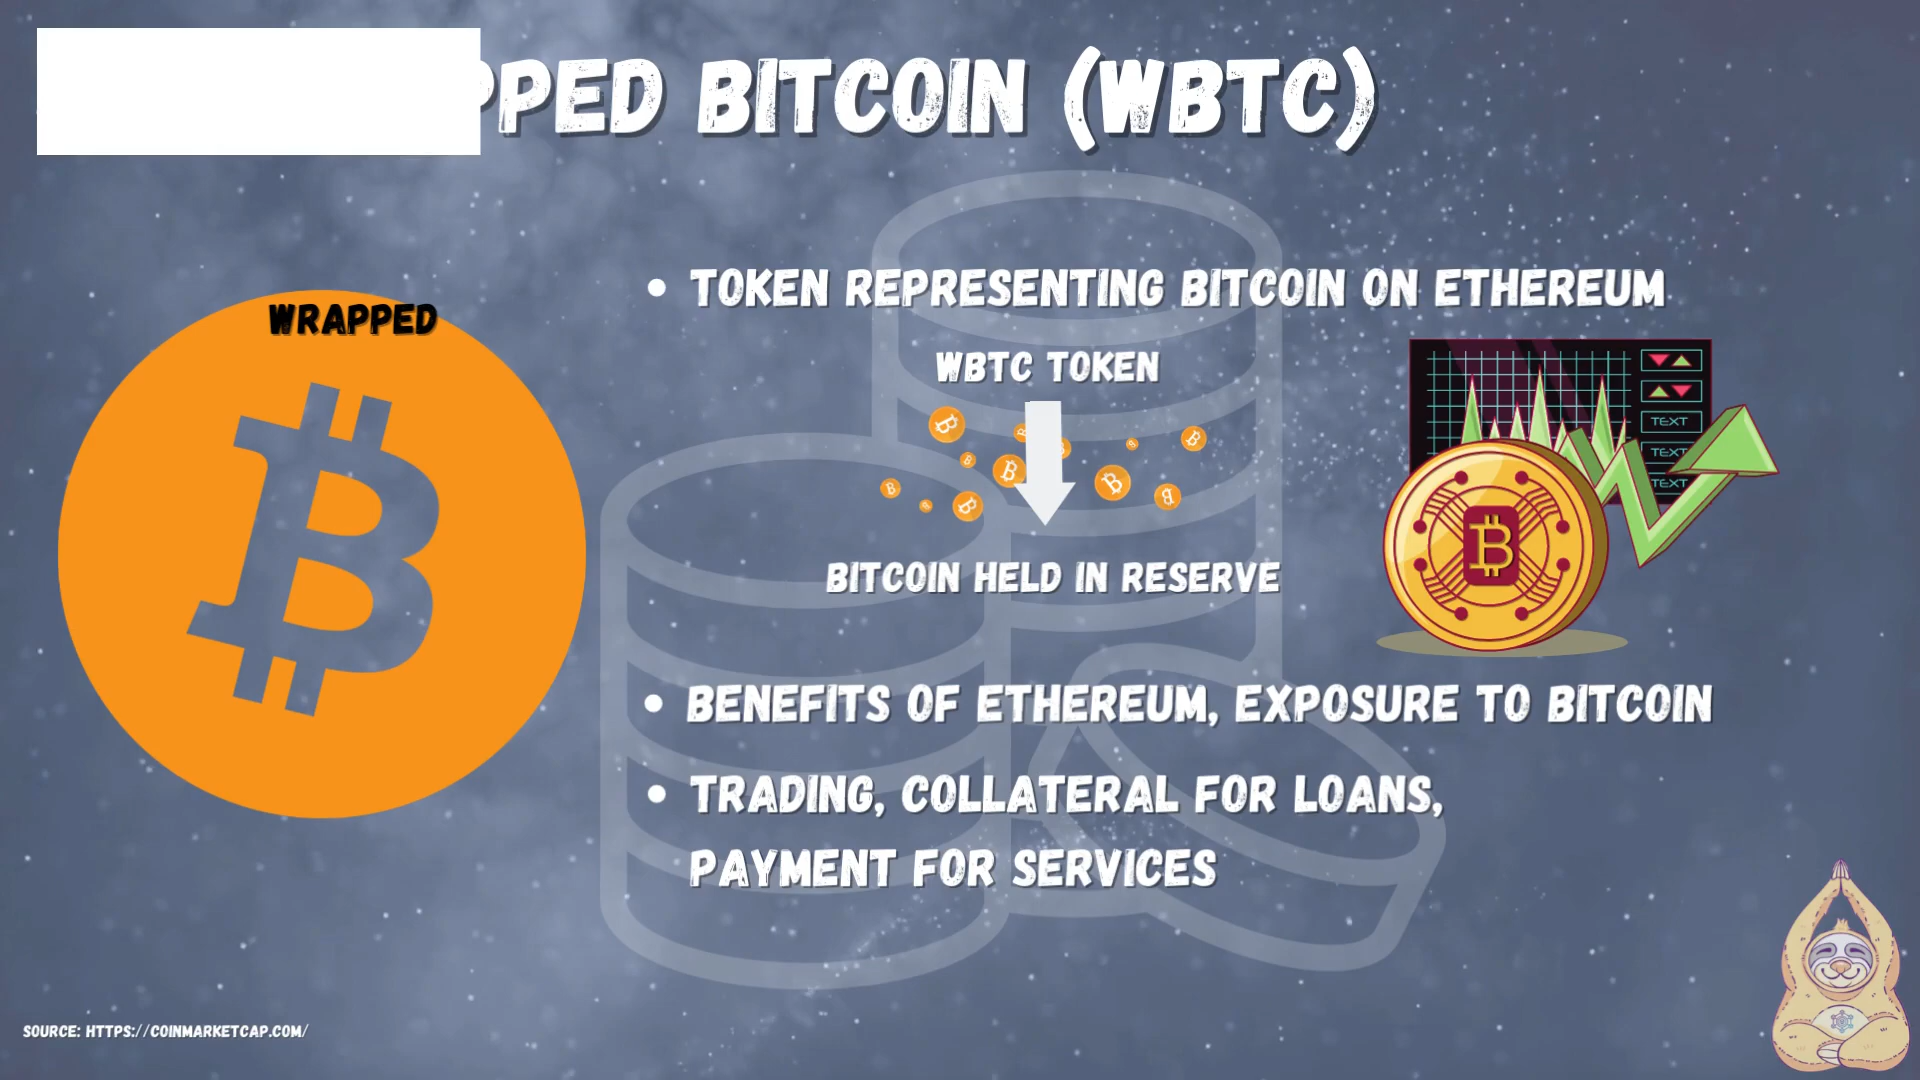 PPED BITCOIN (WBTC)
WRAPPED
• TOKEN REPRESENTING BITCOIN ON ETHEREUM
WBTC TOKEN
TEXT
TEXT
TEXT
BITCOIN HELD IN RESERVE
• BENEFITS OF ETHEREUM, EXPOSURE TO BITCOIN
• TRADING, COLLATERAL FOR LOANS,
PAYMENT FOR SERVICES
SOURCE: HTTPS://COINMARKETCAP.COM/